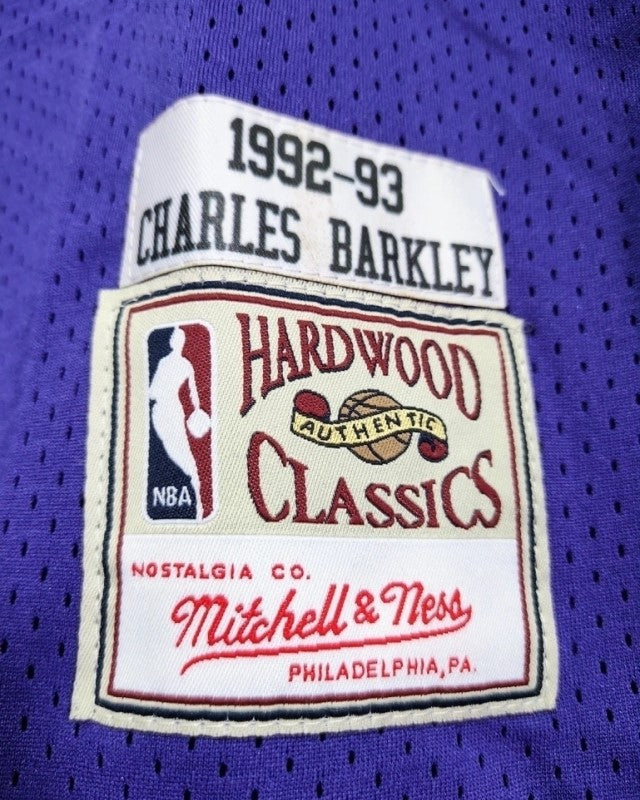 1992-93
CHARLES BARKLEY
HARDWOOD
AUTHENTIC
CLASSICS
NBA
NOSTALGIA CO.
Mitchell & Ness
PHILADELPHIA, PA.